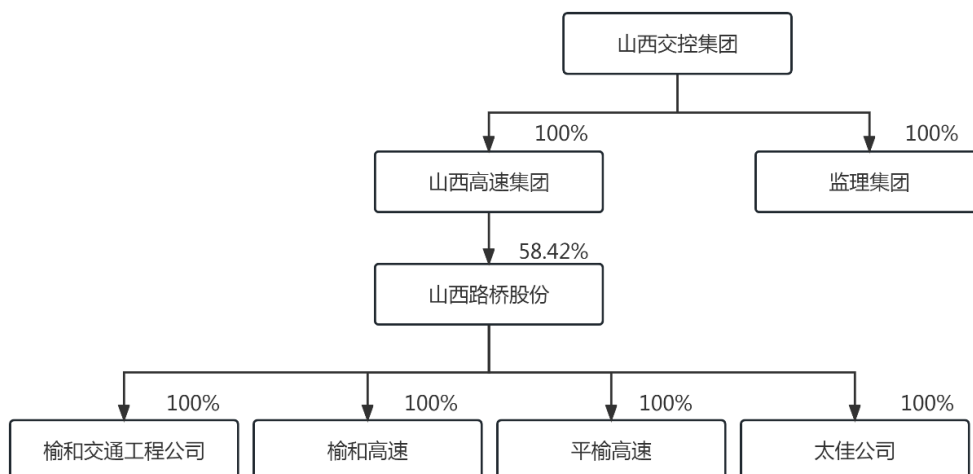 山西交控集团
100%
100%
山西高速集团
监理集团
58.42%
山西路桥股份
100%
100%
100%
100%
榆和交通工程公司
榆和高速
平榆高速
太佳公司